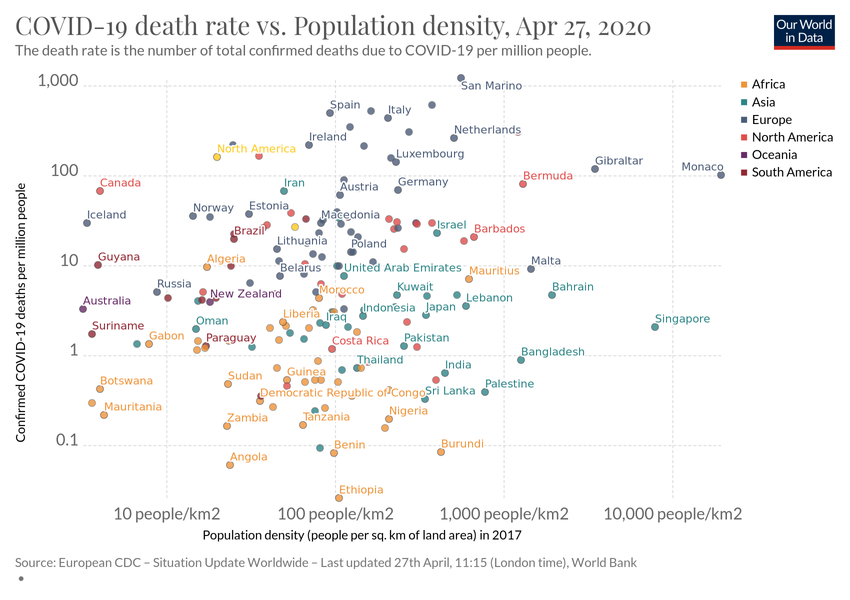 COVID-19 death rate vs. Population density, Apr 27, 2020
The death rate is the number of total confirmed deaths due to COVID-19 per million people.
Our World
in Data
Confirmed COVID-19 deaths per million people
1,000
100
10
1
0.1
San Marino
Spain
Italy
Netherlands
Ireland
North America
Luxembourg
Gibraltar
Monaco
Canada
Iran
Austria
Germany
Bermuda
Iceland
Norway
Estonia
Macedonia
Brazil
Israel
Barbados
Lithuania
Poland
Guyana
Algeria
Belarus
United Arab Emirates
Mauritius
Malta
Russia
Morocco
Kuwait
Bahrain
Australia
New Zealand
Lebanon
Liberia
Iraq
Indonesia
Japan
Singapore
Suriname
Oman
Gabon
Paraguay
Costa Rica
Pakistan
Bangladesh
Thailand
India
Botswana
Sudan
Guinea
Democratic Republic of Congo
Sri Lanka
Palestine
Mauritania
Zambia
Tanzania
Nigeria
Angola
Benin
Burundi
Ethiopia
10 people/km2
100 people/km2
1,000 people/km2
10,000 people/km2
Population density (people per sq. km of land area) in 2017
Africa
Asia
Europe
North America
Oceania
South America
Source: European CDC – Situation Update Worldwide – Last updated 27th April, 11:15 (London time), World Bank